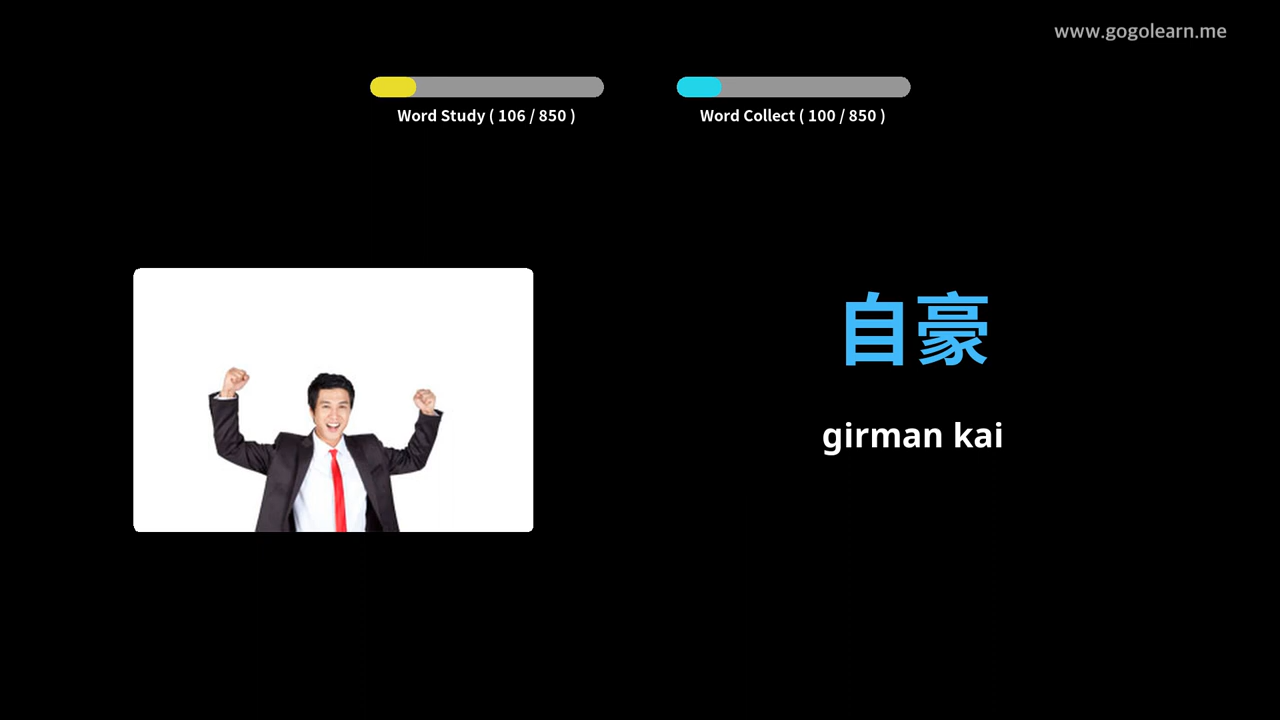 www.gogolearn.me
Word Study ( 106 / 850 )
Word Collect ( 100 / 850 )
自豪
girman kai